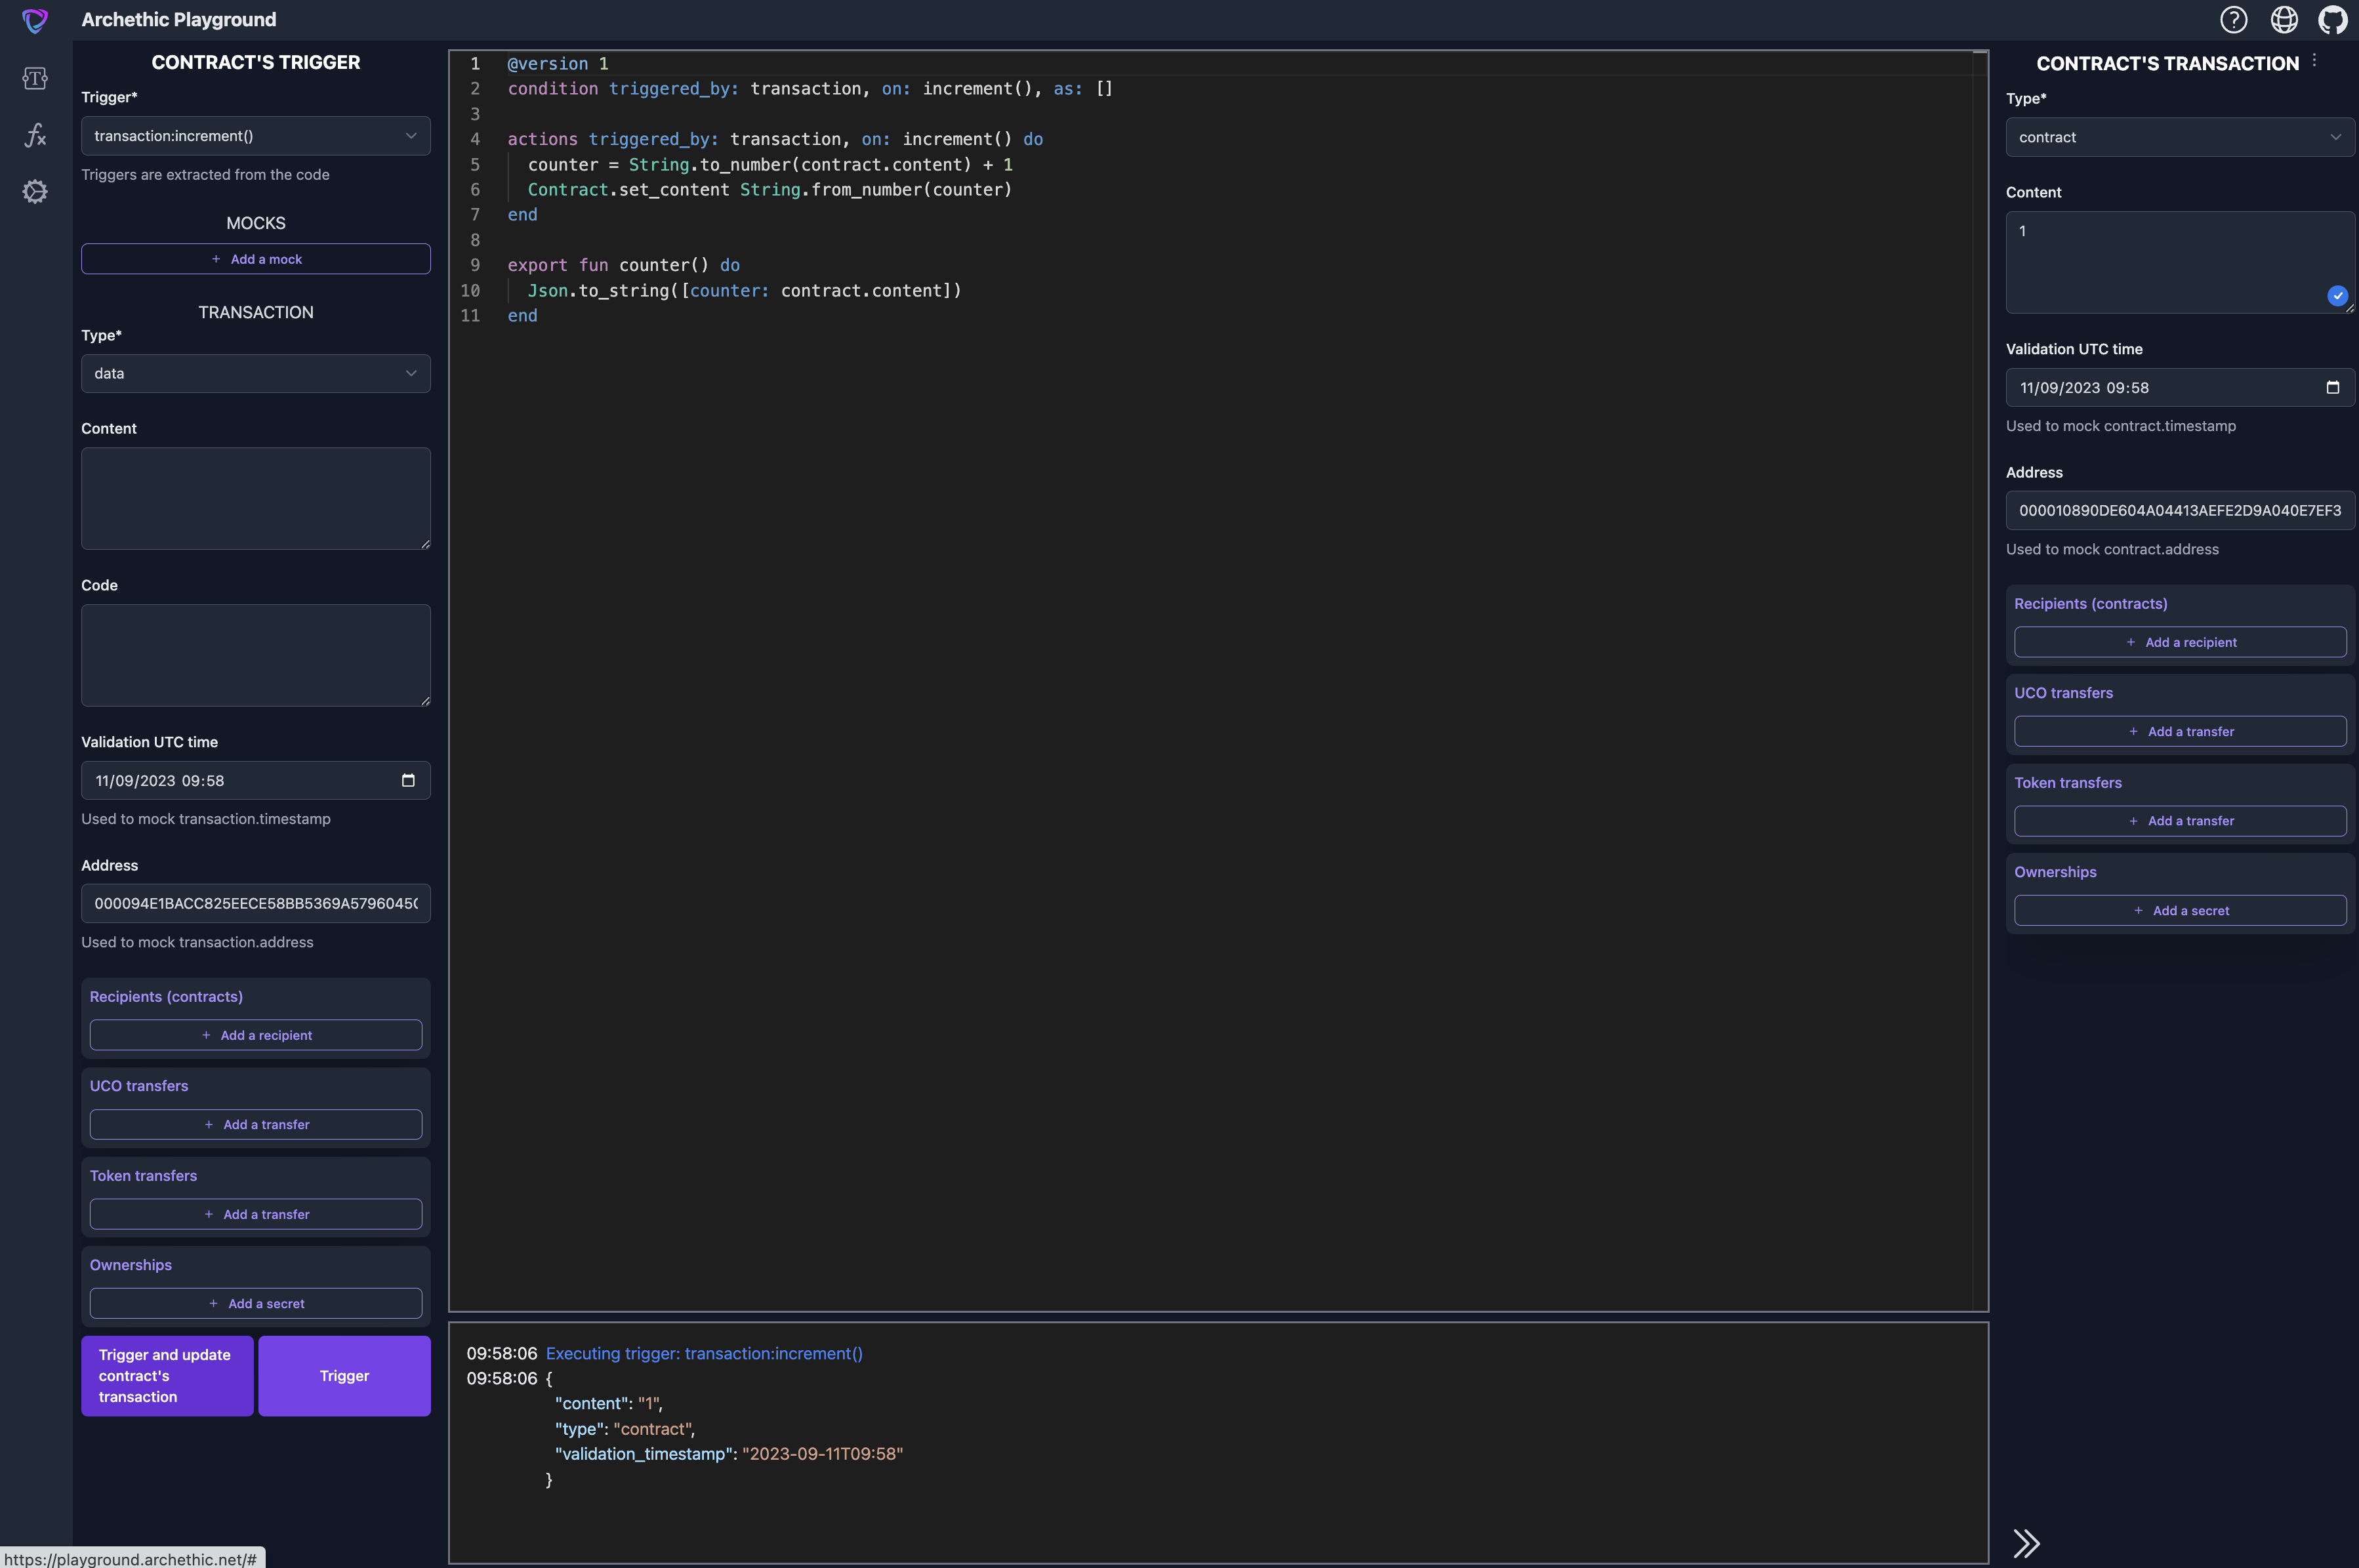 Archethic Playground
CONTRACT'S TRIGGER
Trigger*
transaction:increment()
Triggers are extracted from the code
MOCKS
+ Add a mock
TRANSACTION
Type*
data
Content
Code
Validation UTC time
11/09/2023 09:58
Used to mock transaction.timestamp
Address
000094E1BACC825EECE58BB5369A5796045
Used to mock transaction.address
Recipients (contracts)
+ Add a recipient
UCO transfers
+ Add a transfer
Token transfers
+ Add a transfer
Ownerships
+ Add a secret
Trigger and update
contract's
transaction
Trigger
1 @version 1
2 condition triggered_by: transaction, on: increment(), as: []
3
4 actions triggered_by: transaction, on: increment() do
5 counter = String.to_number(contract.content) + 1
6 Contract.set_content String.from_number(counter)
7 end
8
9 export fun counter() do
10 Json.to_string([counter: contract.content])
11 end
09:58:06 Executing trigger: transaction:increment()
09:58:06 {
"content": "1",
"type": "contract",
"validation_timestamp": "2023-09-11T09:58"
}
CONTRACT'S TRANSACTION
Type*
contract
Content
1
Validation UTC time
11/09/2023 09:58
Used to mock contract.timestamp
Address
000010890DE604A04413AEFE2D9A040E7EF3
Used to mock contract.address
Recipients (contracts)
+ Add a recipient
UCO transfers
+ Add a transfer
Token transfers
+ Add a transfer
Ownerships
+ Add a secret
https://playground.archethic.net/#